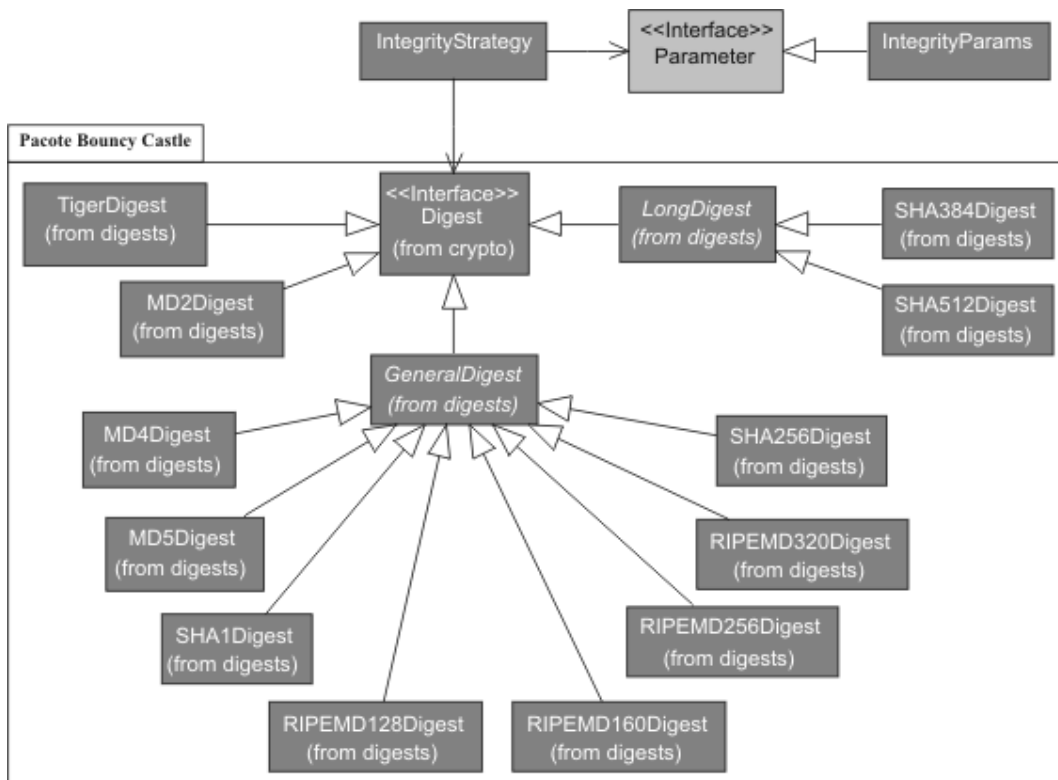 IntegrityStrategy
<<Interface>>
Parameter
IntegrityParams
Pacote Bouncy Castle
TigerDigest
(from digests)
<<Interface>>
Digest
(from crypto)
LongDigest
(from digests)
SHA384Digest
(from digests)
MD2Digest
(from digests)
SHA512Digest
(from digests)
GeneralDigest
(from digests)
MD4Digest
(from digests)
SHA256Digest
(from digests)
MD5Digest
(from digests)
RIPEMD320Digest
(from digests)
SHA1Digest
(from digests)
RIPEMD256Digest
(from digests)
RIPEMD128Digest
(from digests)
RIPEMD160Digest
(from digests)